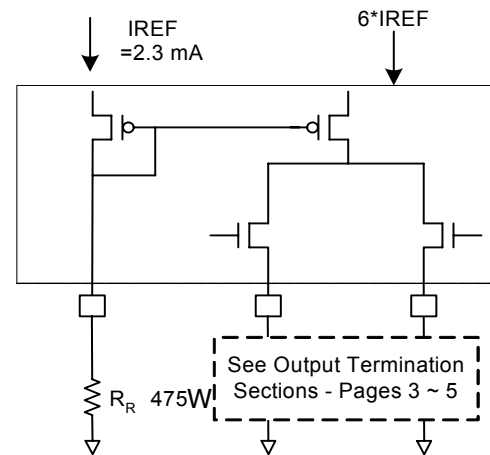 IREF
=2.3 mA
6*IREF
See Output Termination
Sections - Pages 3 ~ 5
RR 475W